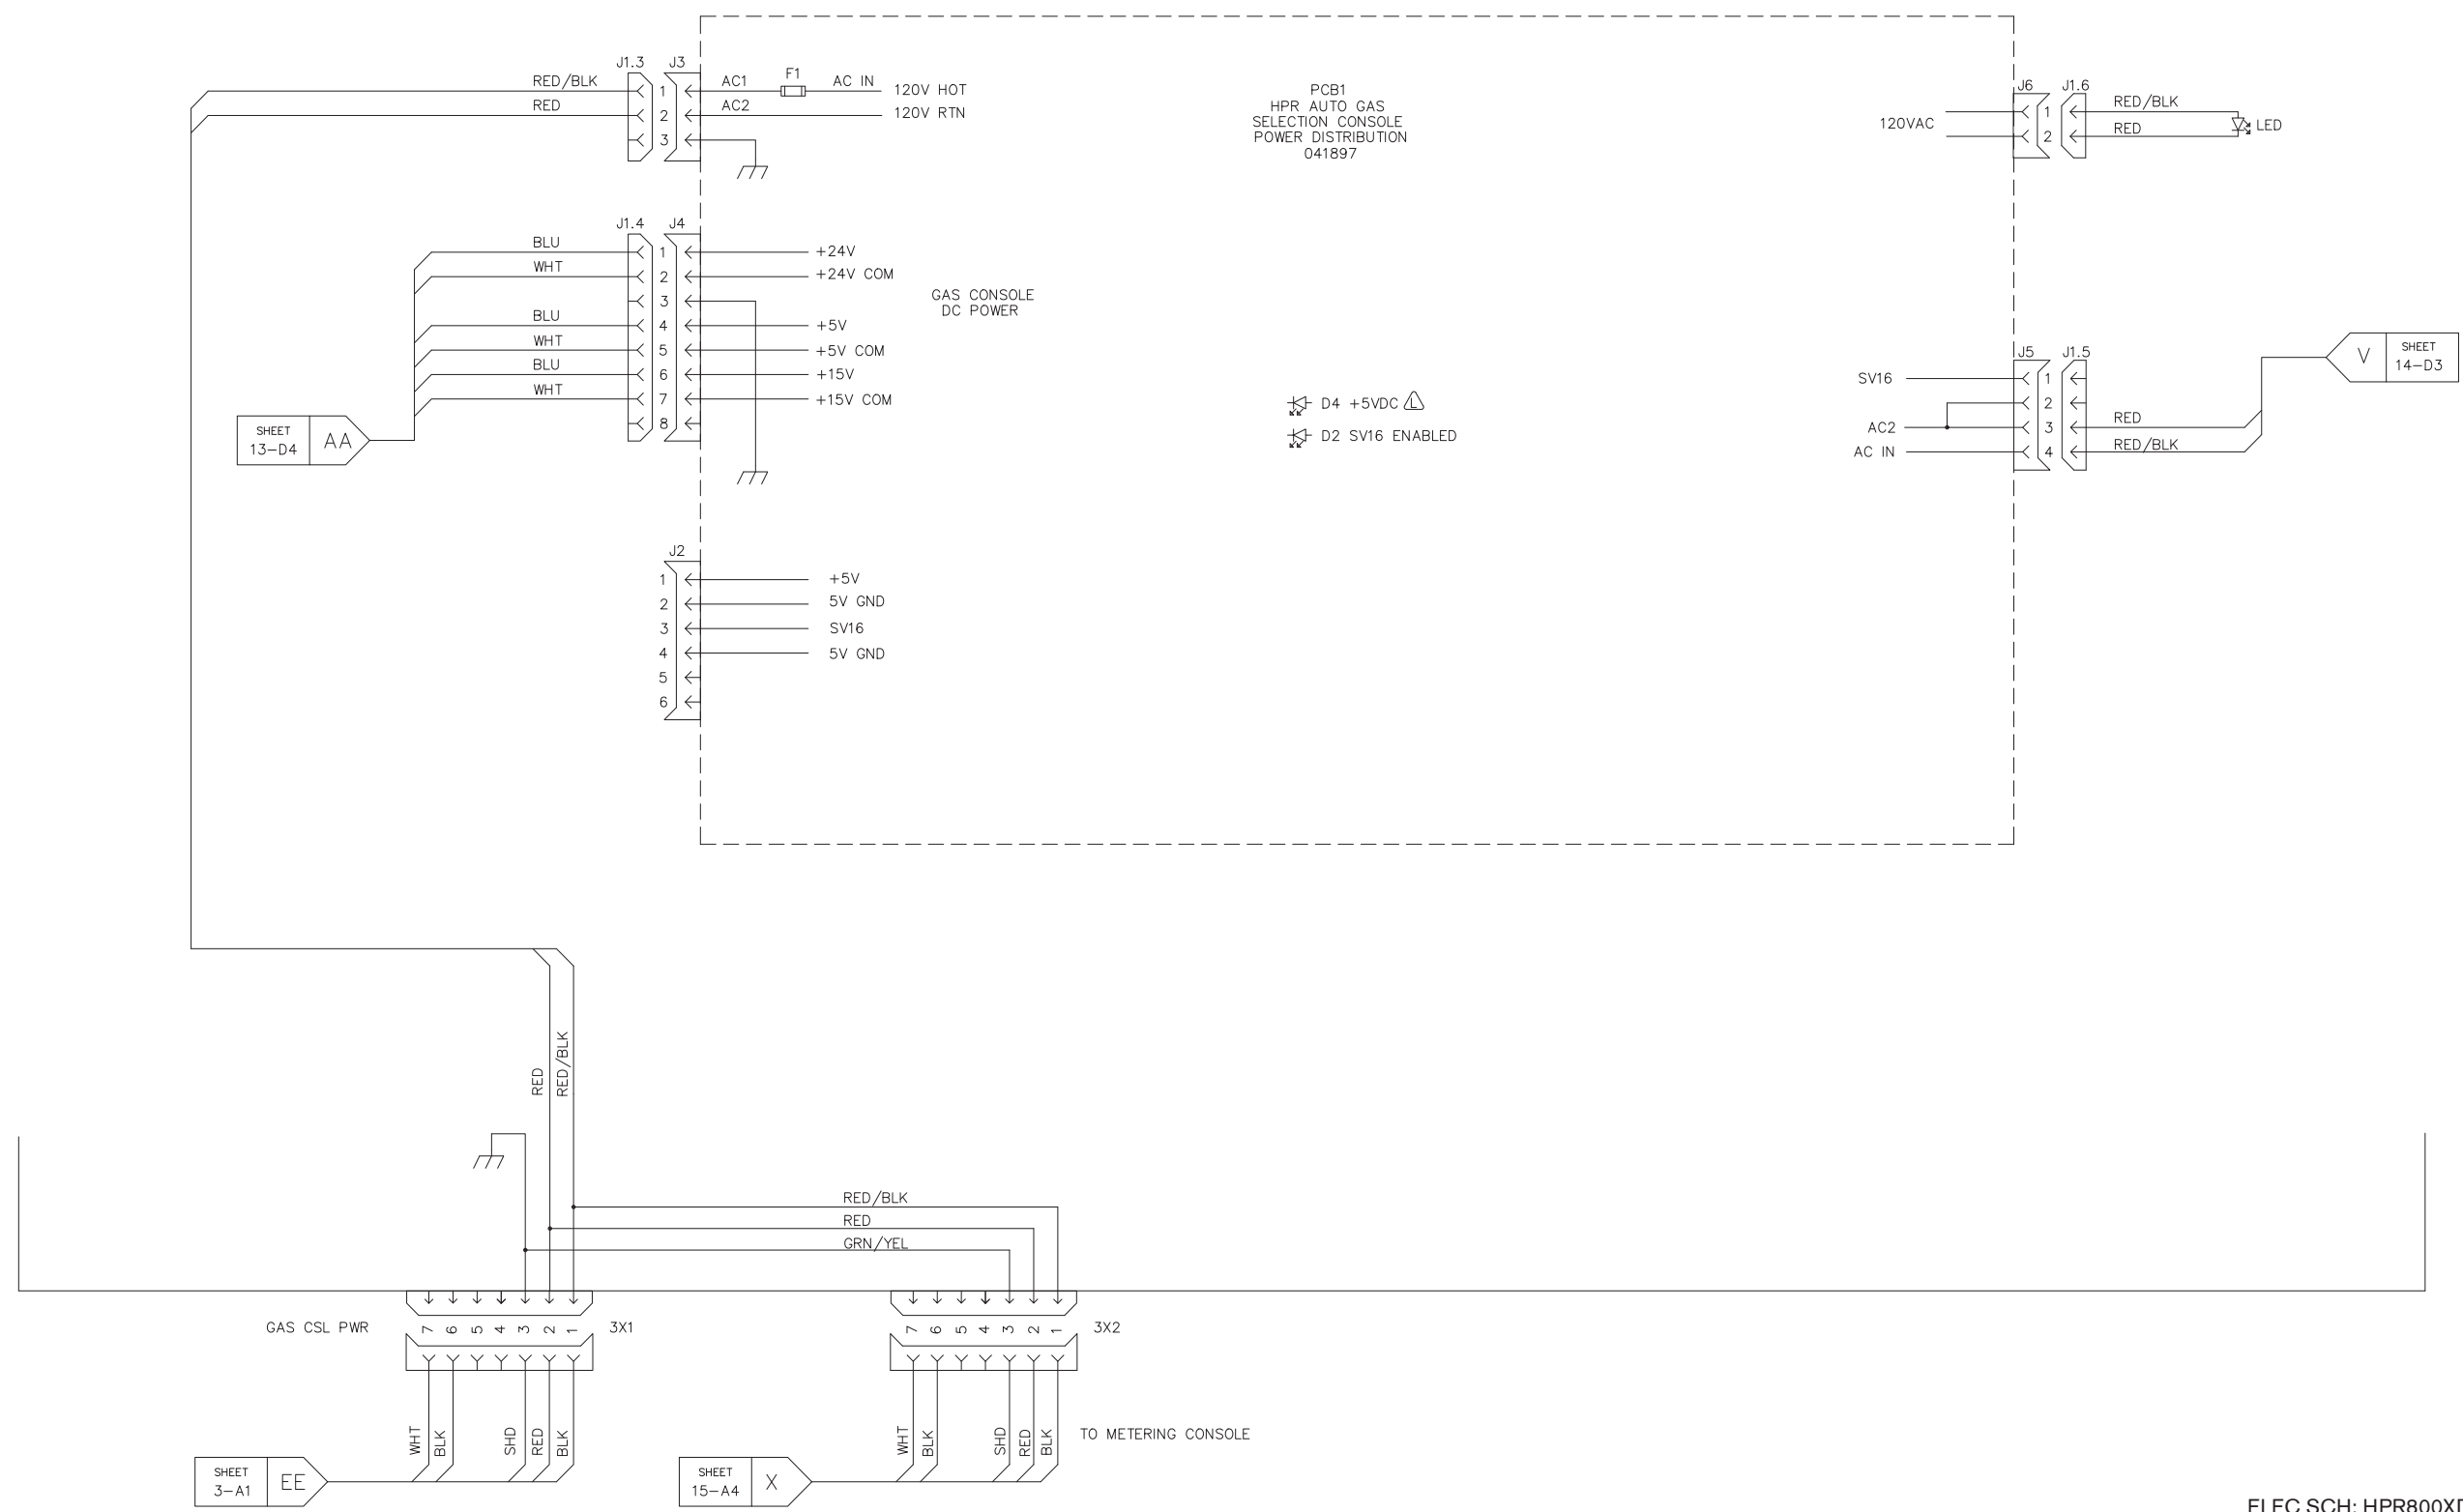 J1.3 J3
RED/BLK 1 AC1 F1 AC IN 120V HOT
RED 2 AC2 120V RTN
3
PCB1
HPR AUTO GAS
SELECTION CONSOLE
POWER DISTRIBUTION
041897
J6 J1.6
120VAC
1 RED/BLK
2 RED
LED
J1.4 J4
BLU 1 +24V
WHT 2 +24V COM
3
BLU 4 +5V
WHT 5 +5V COM
BLU 6 +15V
WHT 7 +15V COM
8
GAS CONSOLE
DC POWER
SHEET
13-D4
AA
D4 +5VDC L
D2 SV16 ENABLED
J5 J1.5
SV16 1
2
AC2 3 RED
AC IN 4 RED/BLK
V
SHEET
14-D3
J2
1 +5V
2 5V GND
3 SV16
4 5V GND
5
6
RED
RED/BLK
RED/BLK
RED
GRN/YEL
GAS CSL PWR 7 6 5 4 3 2 1 3X1
7 6 5 4 3 2 1 3X2
WHT BLK SHD RED BLK
WHT BLK SHD RED BLK
TO METERING CONSOLE
SHEET
3-A1
EE
SHEET
15-A4
X